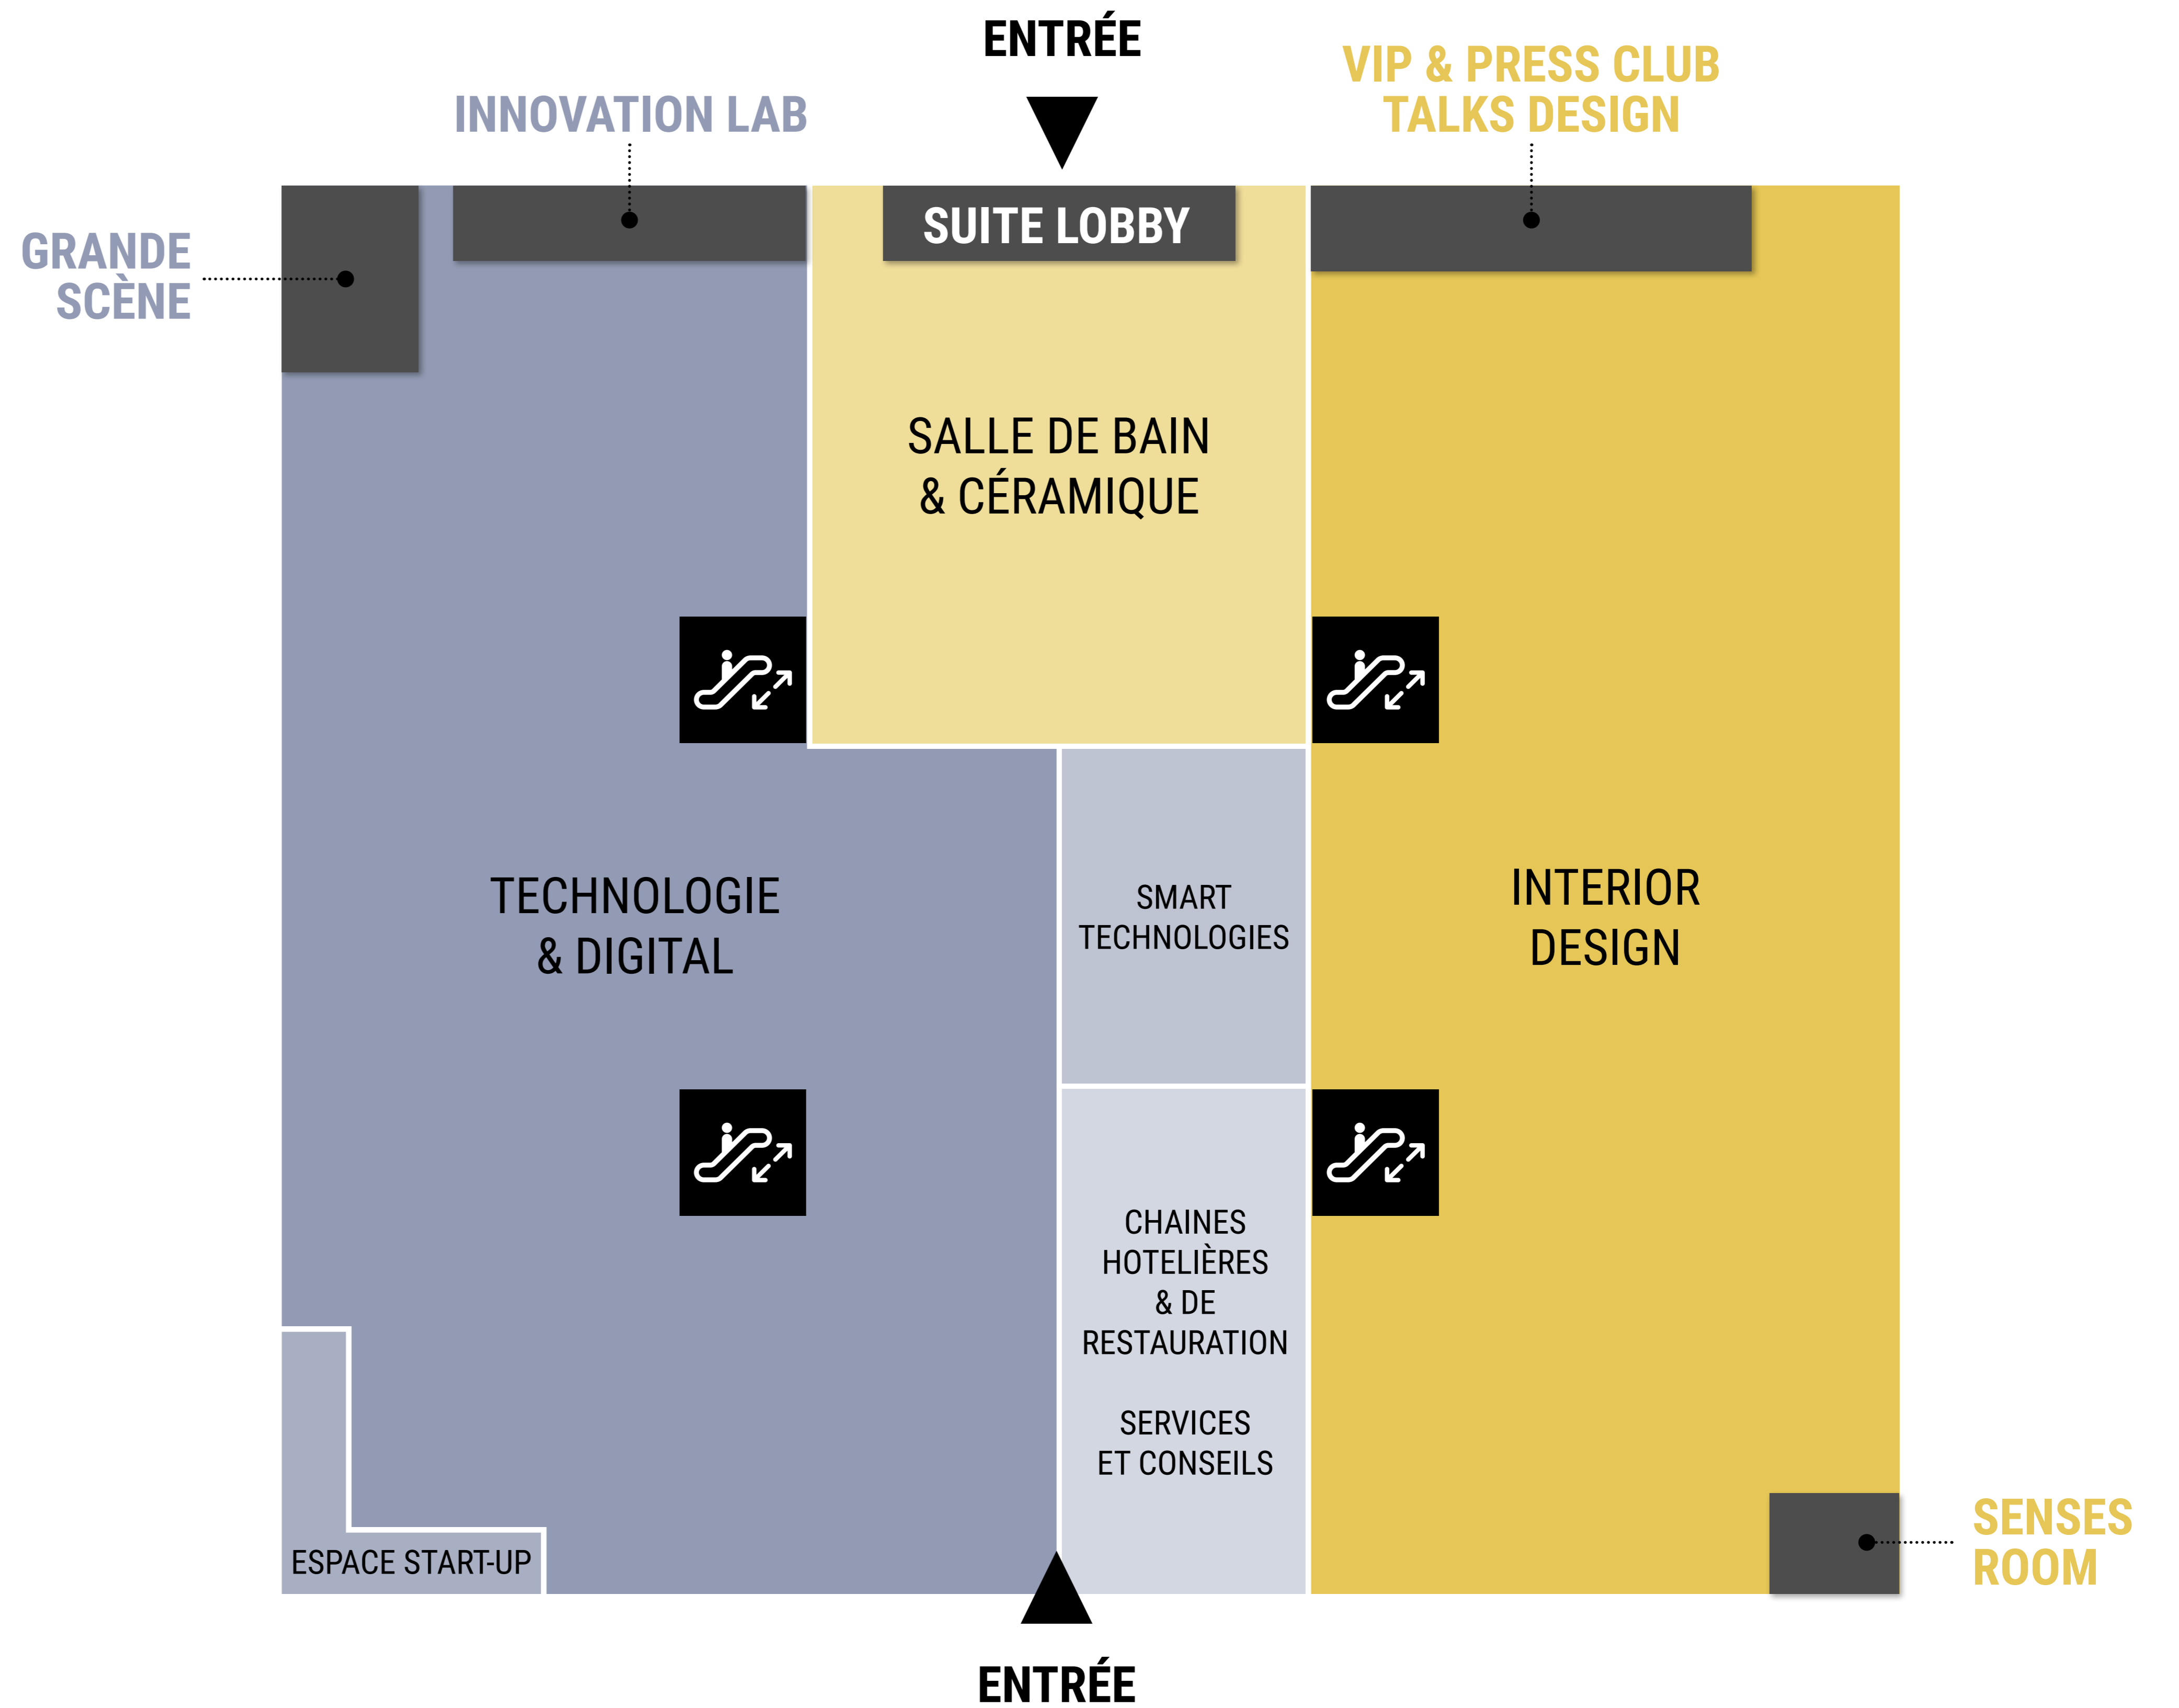 ENTRÉE
VIP & PRESS CLUB
TALKS DESIGN
INNOVATION LAB
SUITE LOBBY
GRANDE
SCÈNE
SALLE DE BAIN
& CÉRAMIQUE
TECHNOLOGIE
& DIGITAL
SMART
TECHNOLOGIES
INTERIOR
DESIGN
CHAINES
HOTELIÈRES
& DE
RESTAURATION
SERVICES
ET CONSEILS
ESPACE START-UP
SENSES
ROOM
ENTRÉE